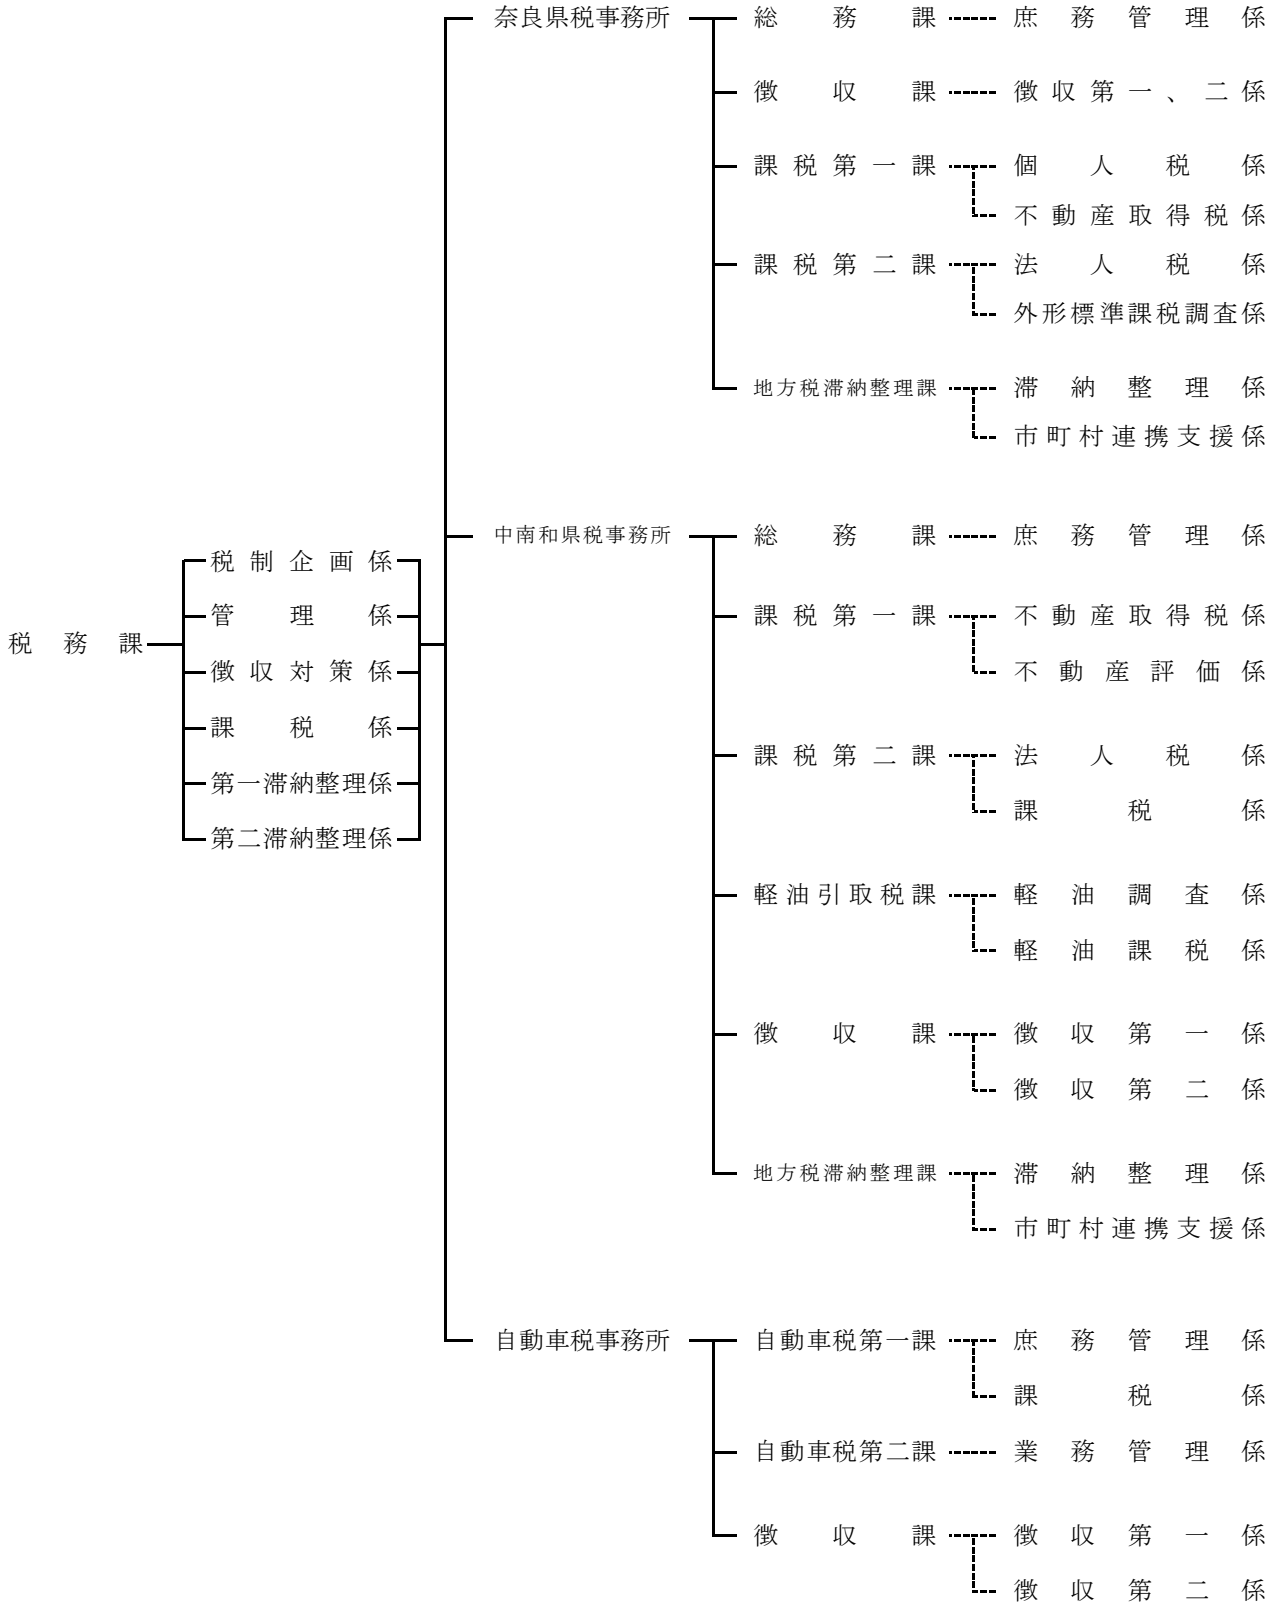 奈良県税事務所 総務課 庶務管理係
徴収課 徴収第一、二係
課税第一課 個人税係
不動産取得税係
課税第二課 法人税係
外形標準課税調査係
地方税滞納整理課 滞納整理係
市町村連携支援係
中南和県税事務所 総務課 庶務管理係
税制企画係
管理係 課税第一課 不動産取得税係
税務課
徴収対策係 不動産評価係
課税係 課税第二課 法人税係
第一滞納整理係 課税係
第二滞納整理係
軽油引取税課 軽油調査係
軽油課税係
徴収課 徴収第一係
徴収第二係
地方税滞納整理課 滞納整理係
市町村連携支援係
自動車税事務所 自動車税第一課 庶務管理係
課税係
自動車税第二課 業務管理係
徴収課 徴収第一係
徴収第二係